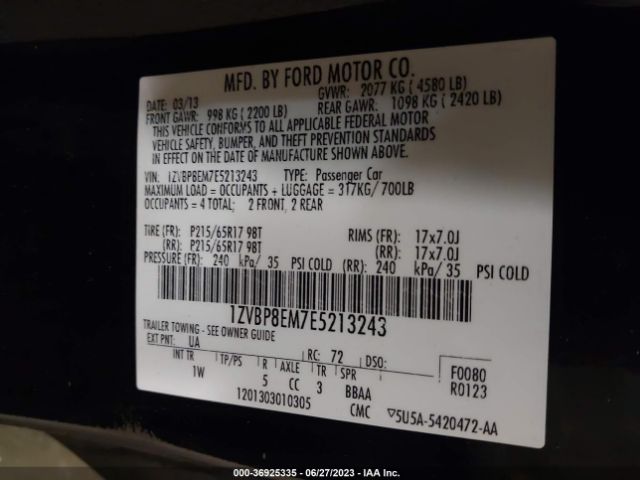 MFD. BY FORD MOTOR CO.
DATE: 03/13 GVWR: 2077 KG ( 4580 LB)
FRONT GAWR: 998 KG ( 2200 LB) REAR GAWR: 1098 KG ( 2420 LB)
THIS VEHICLE CONFORMS TO ALL APPLICABLE FEDERAL MOTOR
VEHICLE SAFETY, BUMPER, AND THEFT PREVENTION STANDARDS
IN EFFECT ON THE DATE OF MANUFACTURE SHOWN ABOVE.
VIN: 1ZVBP8EM7E5213243 TYPE: Passenger Car
MAXIMUM LOAD = OCCUPANTS + LUGGAGE = 317KG/700LB
OCCUPANTS = 4 TOTAL; 2 FRONT, 2 REAR
TIRE (FR): P215/65R17 98T RIMS (FR): 17x7.0J
(RR): P215/65R17 98T (RR): 17x7.0J
PRESSURE (FR): 240 kPa/ 35 PSI COLD (RR): 240 kPa/ 35 PSI COLD
1ZVBP8EM7E5213243
TRAILER TOWING - SEE OWNER GUIDE
EXT PNT: UA RC: 72 DSO: F0080
INT TR TP/PS R AXLE TR SPR R0123
1W 5 CC 3 BBAA
1201303010305 CMC ▽5U5A-5420472-AA
000-36925335 - 06/27/2023 - IAA Inc.